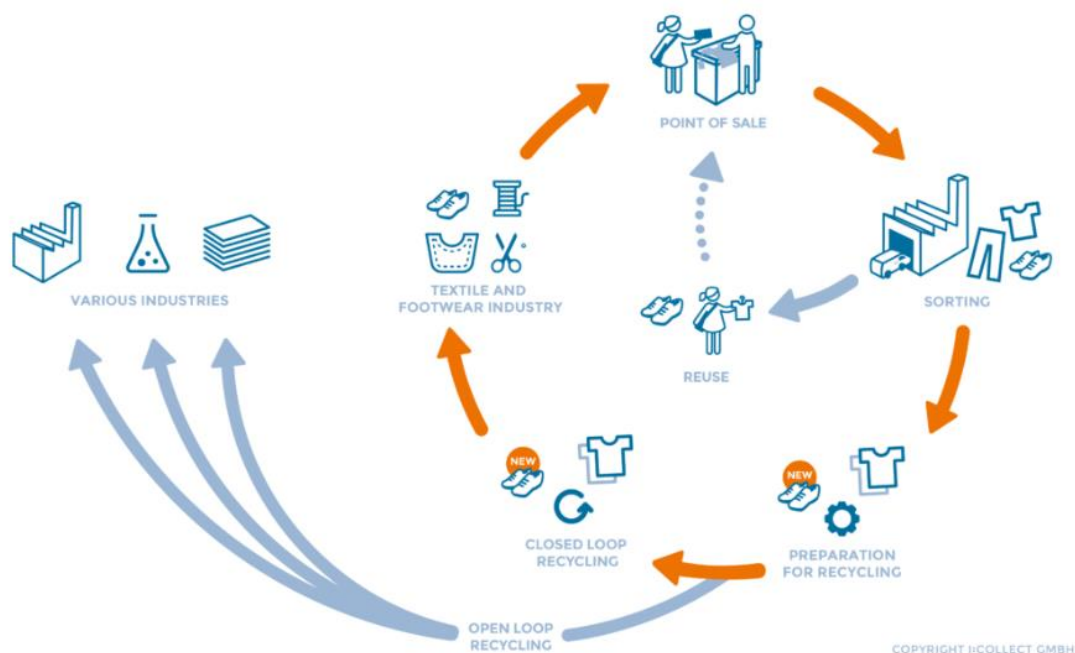 POINT OF SALE
VARIOUS INDUSTRIES
TEXTILE AND
FOOTWEAR INDUSTRY
SORTING
REUSE
NEW
NEW
CLOSED LOOP
RECYCLING
PREPARATION
FOR RECYCLING
OPEN LOOP
RECYCLING
COPYRIGHT I:COLLECT GMBH